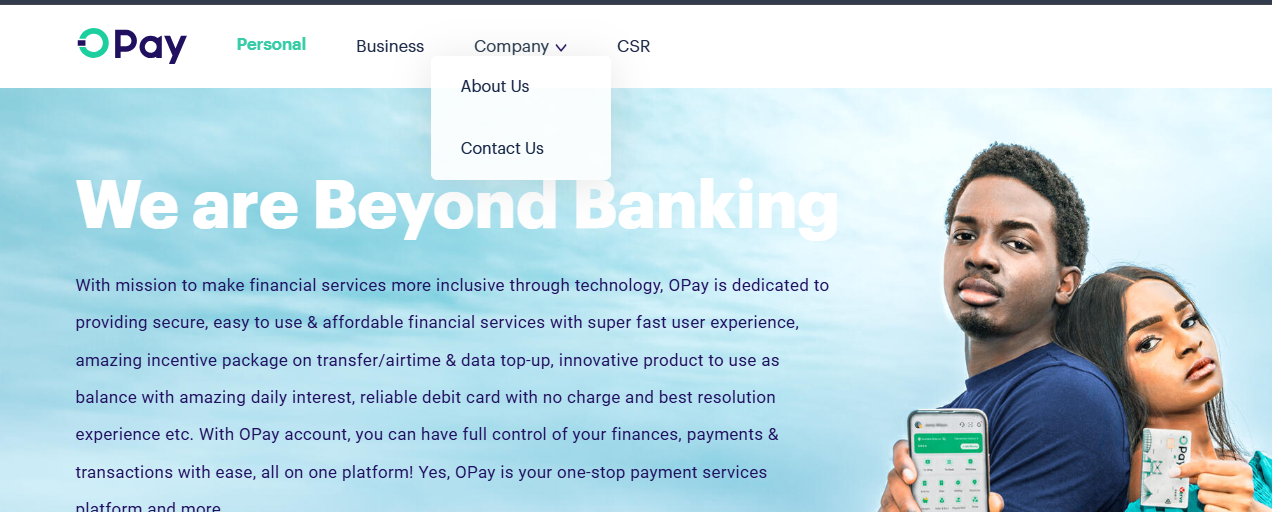 OPay Personal Business Company CSR
About Us
Contact Us
We are Beyond Banking
With mission to make financial services more inclusive through technology, OPay is dedicated to
providing secure, easy to use & affordable financial services with super fast user experience,
amazing incentive package on transfer/airtime & data top-up, innovative product to use as
balance with amazing daily interest, reliable debit card with no charge and best resolution
experience etc. With OPay account, you can have full control of your finances, payments &
transactions with ease, all on one platform! Yes, OPay is your one-stop payment services
platform and more.
OPay